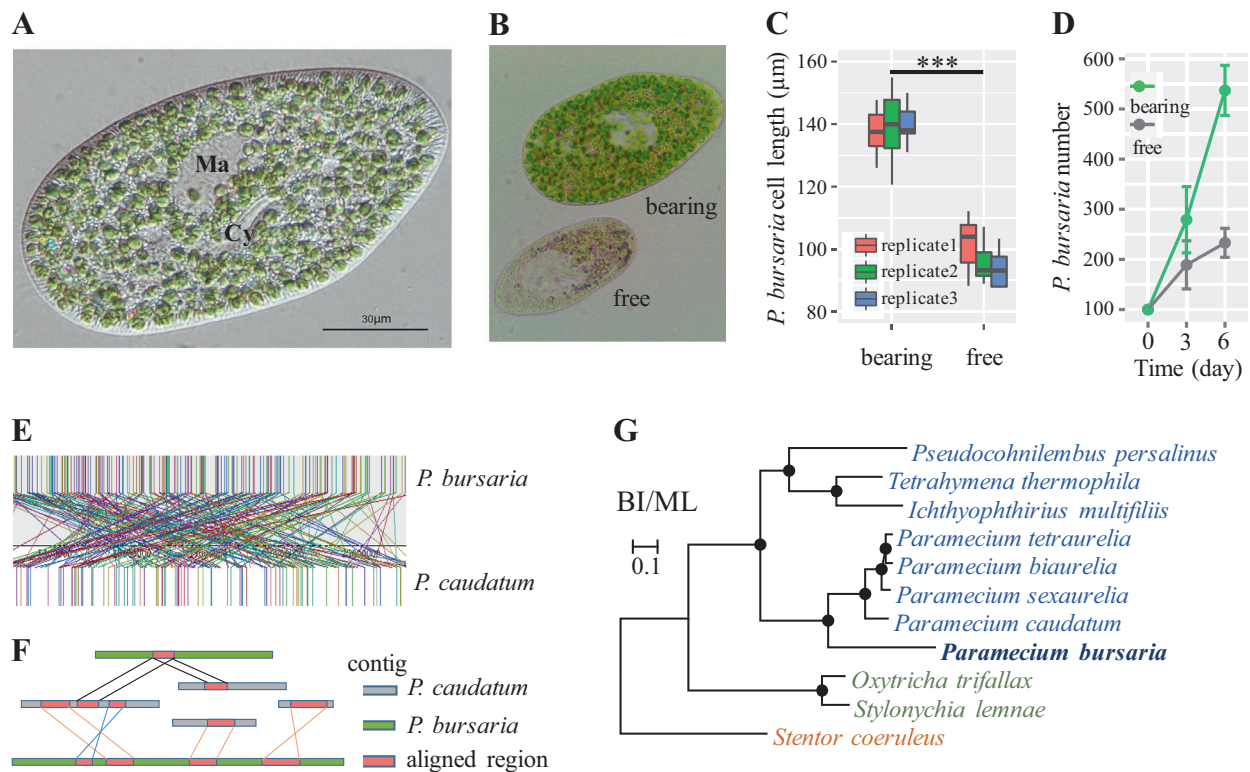 A
Ma
Cy
30μm
B
bearing
free
C
P. bursaria cell length (μm)
160
140
120
100
80
***
replicate1
replicate2
replicate3
bearing
free
D
P. bursaria number
600
500
400
300
200
100
bearing
free
0
3
6
Time (day)
E
P. bursaria
P. caudatum
F
contig
P. caudatum
P. bursaria
aligned region
G
BI/ML
0.1
Pseudocohnilembus persalinus
Tetrahymena thermophila
Ichthyophthirius multifiliis
Paramecium tetraurelia
Paramecium biaurelia
Paramecium sexaurelia
Paramecium caudatum
Paramecium bursaria
Oxytricha trifallax
Stylonychia lemnae
Stentor coeruleus